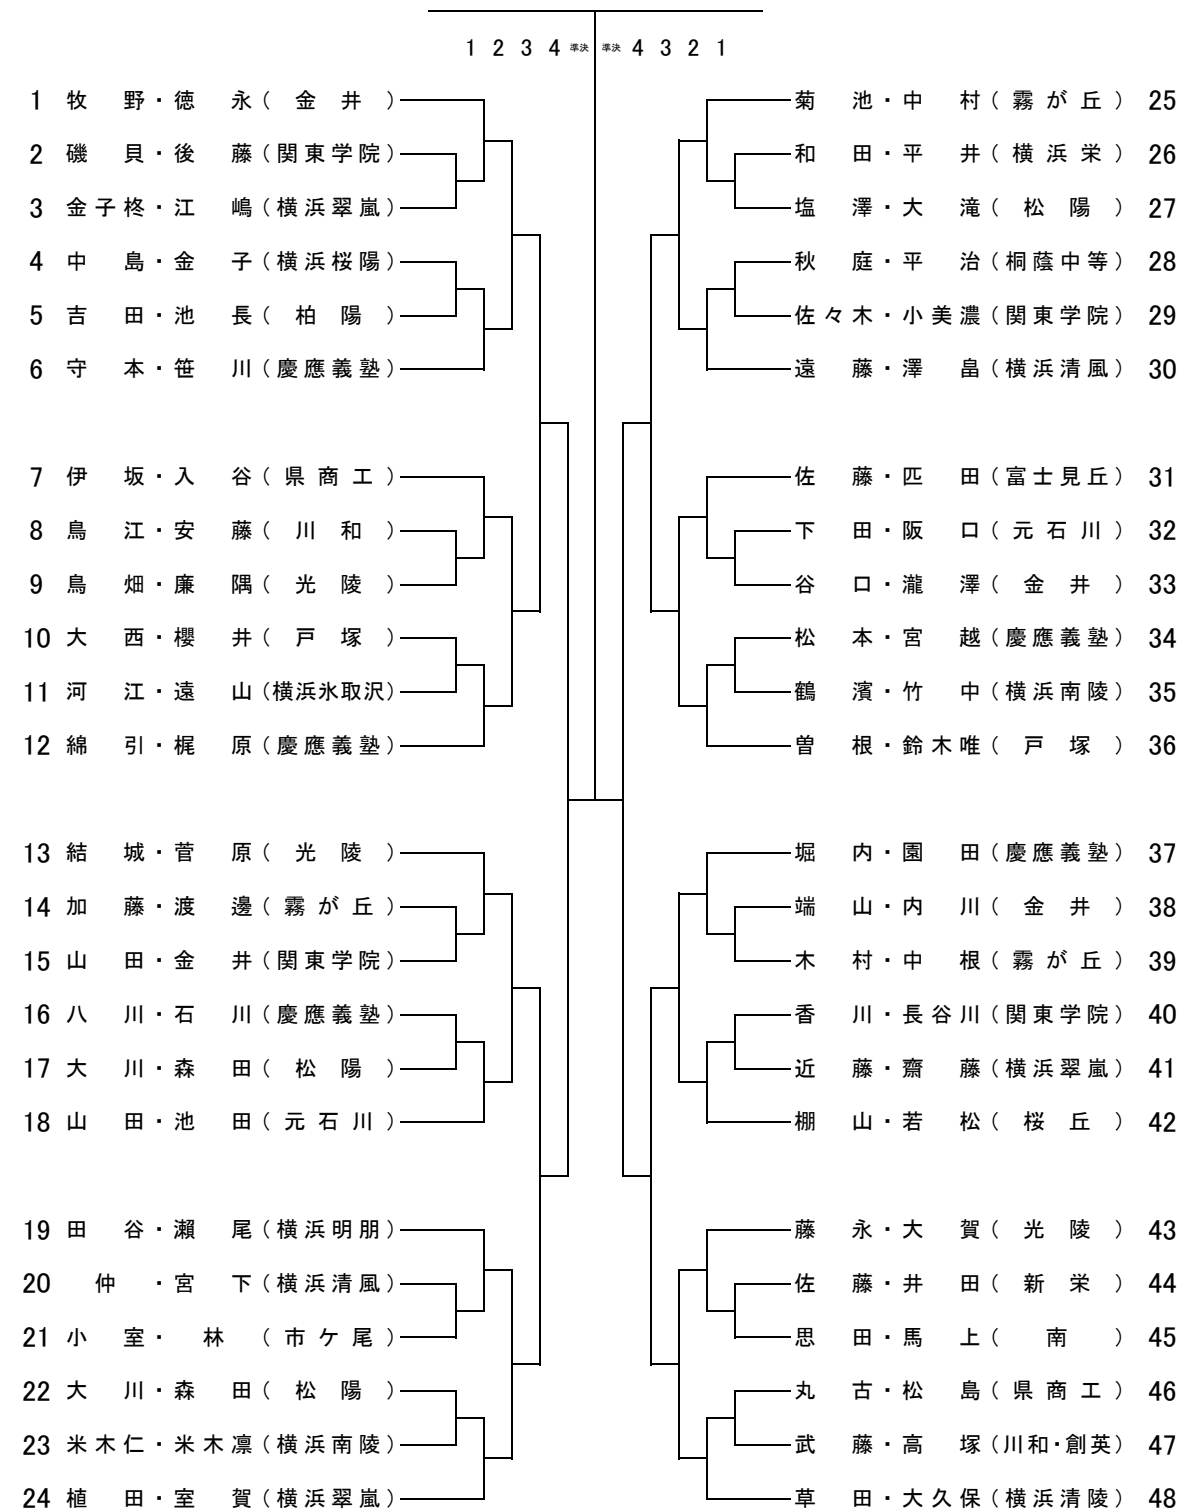 1 2 3 4 準決 準決 4 3 2 1
1 牧野・徳永(金井)
2 磯貝・後藤(関東学院)
3 金子柊・江嶋(横浜翠嵐)
4 中島・金子(横浜桜陽)
5 吉田・池長(柏陽)
6 守本・笹川(慶應義塾)
7 伊坂・入谷(県商工)
8 鳥江・安藤(川和)
9 鳥畑・廉隅(光陵)
10 大西・櫻井(戸塚)
11 河江・遠山(横浜氷取沢)
12 綿引・梶原(慶應義塾)
13 結城・菅原(光陵)
14 加藤・渡邊(霧が丘)
15 山田・金井(関東学院)
16 八川・石川(慶應義塾)
17 大川・森田(松陽)
18 山田・池田(元石川)
19 田谷・瀬尾(横浜明朋)
20 仲・宮下(横浜清風)
21 小室・林(市ケ尾)
22 大川・森田(松陽)
23 米木仁・米木凛(横浜南陵)
24 植田・室賀(横浜翠嵐)
菊池・中村(霧が丘) 25
和田・平井(横浜栄) 26
塩澤・大滝(松陽) 27
秋庭・平治(桐蔭中等) 28
佐々木・小美濃(関東学院) 29
遠藤・澤畠(横浜清風) 30
佐藤・匹田(富士見丘) 31
下田・阪口(元石川) 32
谷口・瀧澤(金井) 33
松本・宮越(慶應義塾) 34
鶴濱・竹中(横浜南陵) 35
曽根・鈴木唯(戸塚) 36
堀内・園田(慶應義塾) 37
端山・内川(金井) 38
木村・中根(霧が丘) 39
香川・長谷川(関東学院) 40
近藤・齋藤(横浜翠嵐) 41
棚山・若松(桜丘) 42
藤永・大賀(光陵) 43
佐藤・井田(新栄) 44
思田・馬上(南) 45
丸古・松島(県商工) 46
武藤・高塚(川和・創英) 47
草田・大久保(横浜清陵) 48